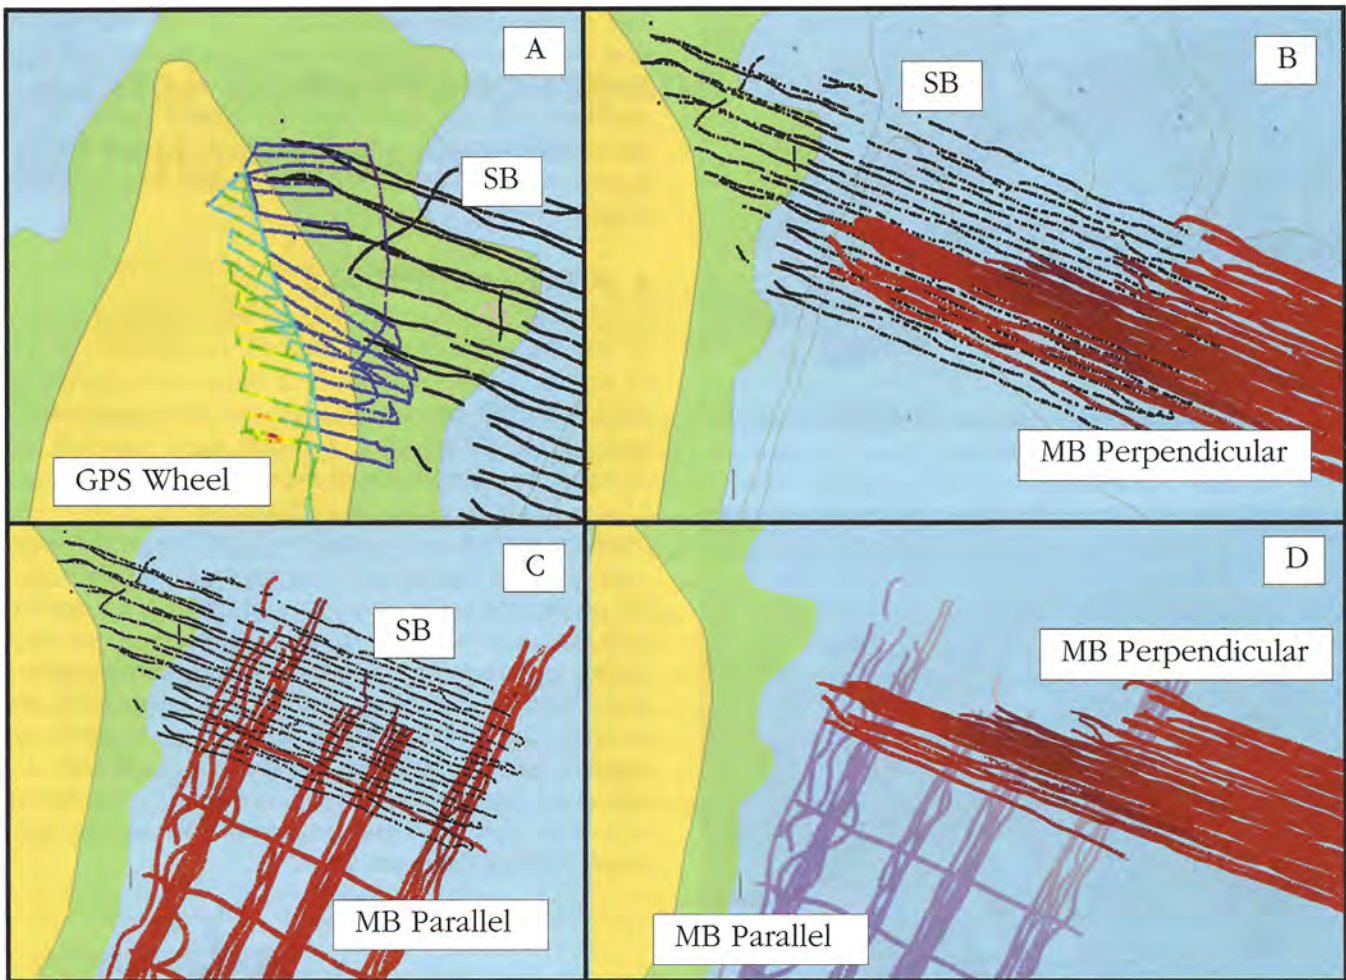 A
SB
GPS Wheel
B
SB
MB Perpendicular
C
SB
MB Parallel
D
MB Perpendicular
MB Parallel